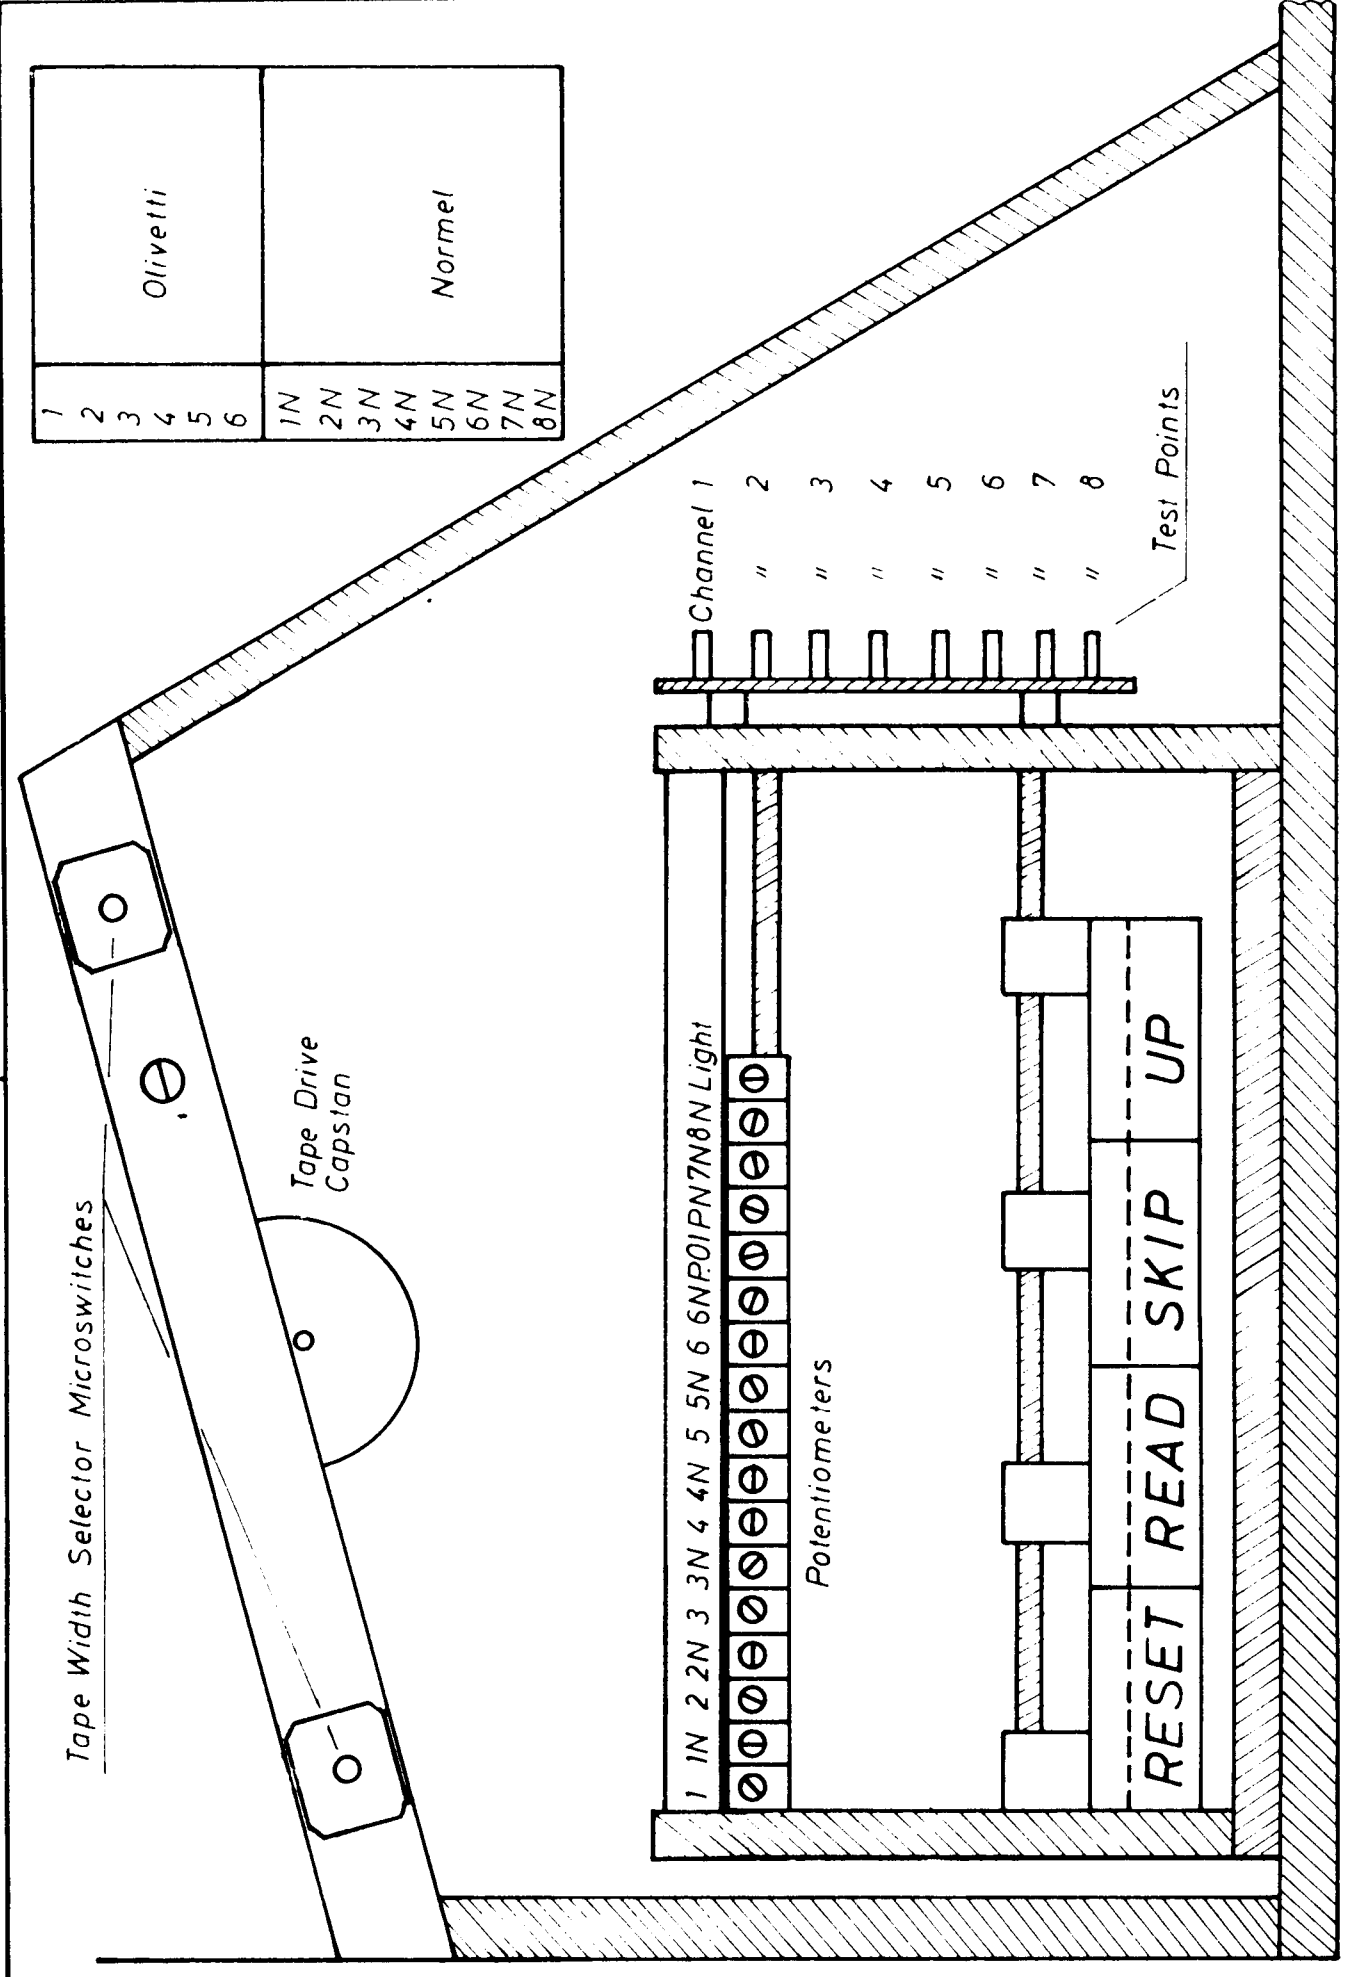 Tape Width Selector Microswitches
Tape Drive
Capstan
1
2
3
4
5
6
Olivetti
1N
2N
3N
4N
5N
6N
7N
8N
Normel
1 1N 2 2N 3 3N 4 4N 5 5N 6 6N P.O1 PN 7N 8N Light
Potentiometers
Channel 1
" 2
" 3
" 4
" 5
" 6
" 7
" 8
Test Points
RESET READ SKIP UP